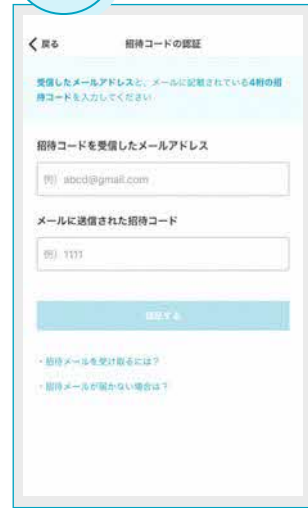 戻る
招待コードの認証
受信したメールアドレスと、メールに記載されている4桁の招
待コードを入力してください
招待コードを受信したメールアドレス
例）abcd@gmail.com
メールに送信された招待コード
例）1111
認証する
・招待メールを受け取るには？
・招待メールが届かない場合は？